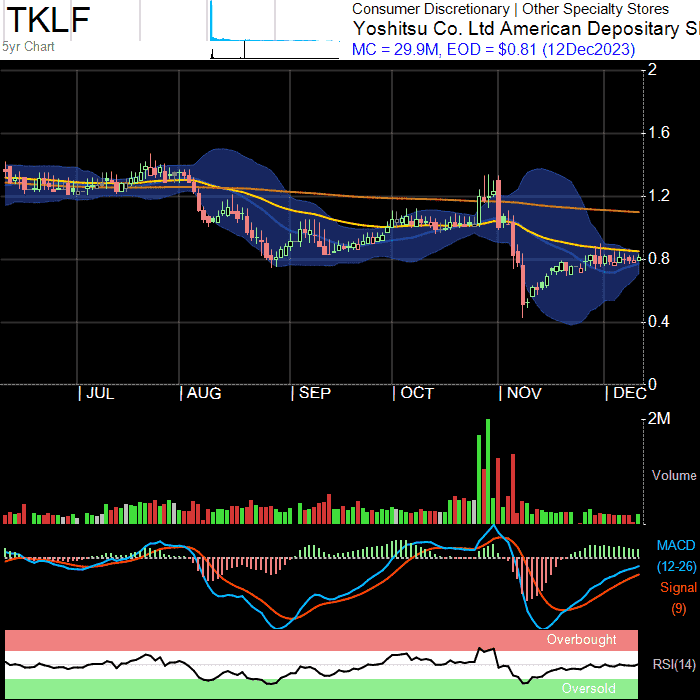 TKLF
5yr Chart
Consumer Discretionary | Other Specialty Stores
Yoshitsu Co. Ltd American Depositary
MC = 29.9M, EOD = $0.81 (12Dec2023)
2
1.6
1.2
0.8
0.4
0
| JUL | AUG | SEP | OCT | NOV | DEC
2M
Volume
MACD
(12-26)
Signal
(9)
Overbought
RSI(14)
Oversold